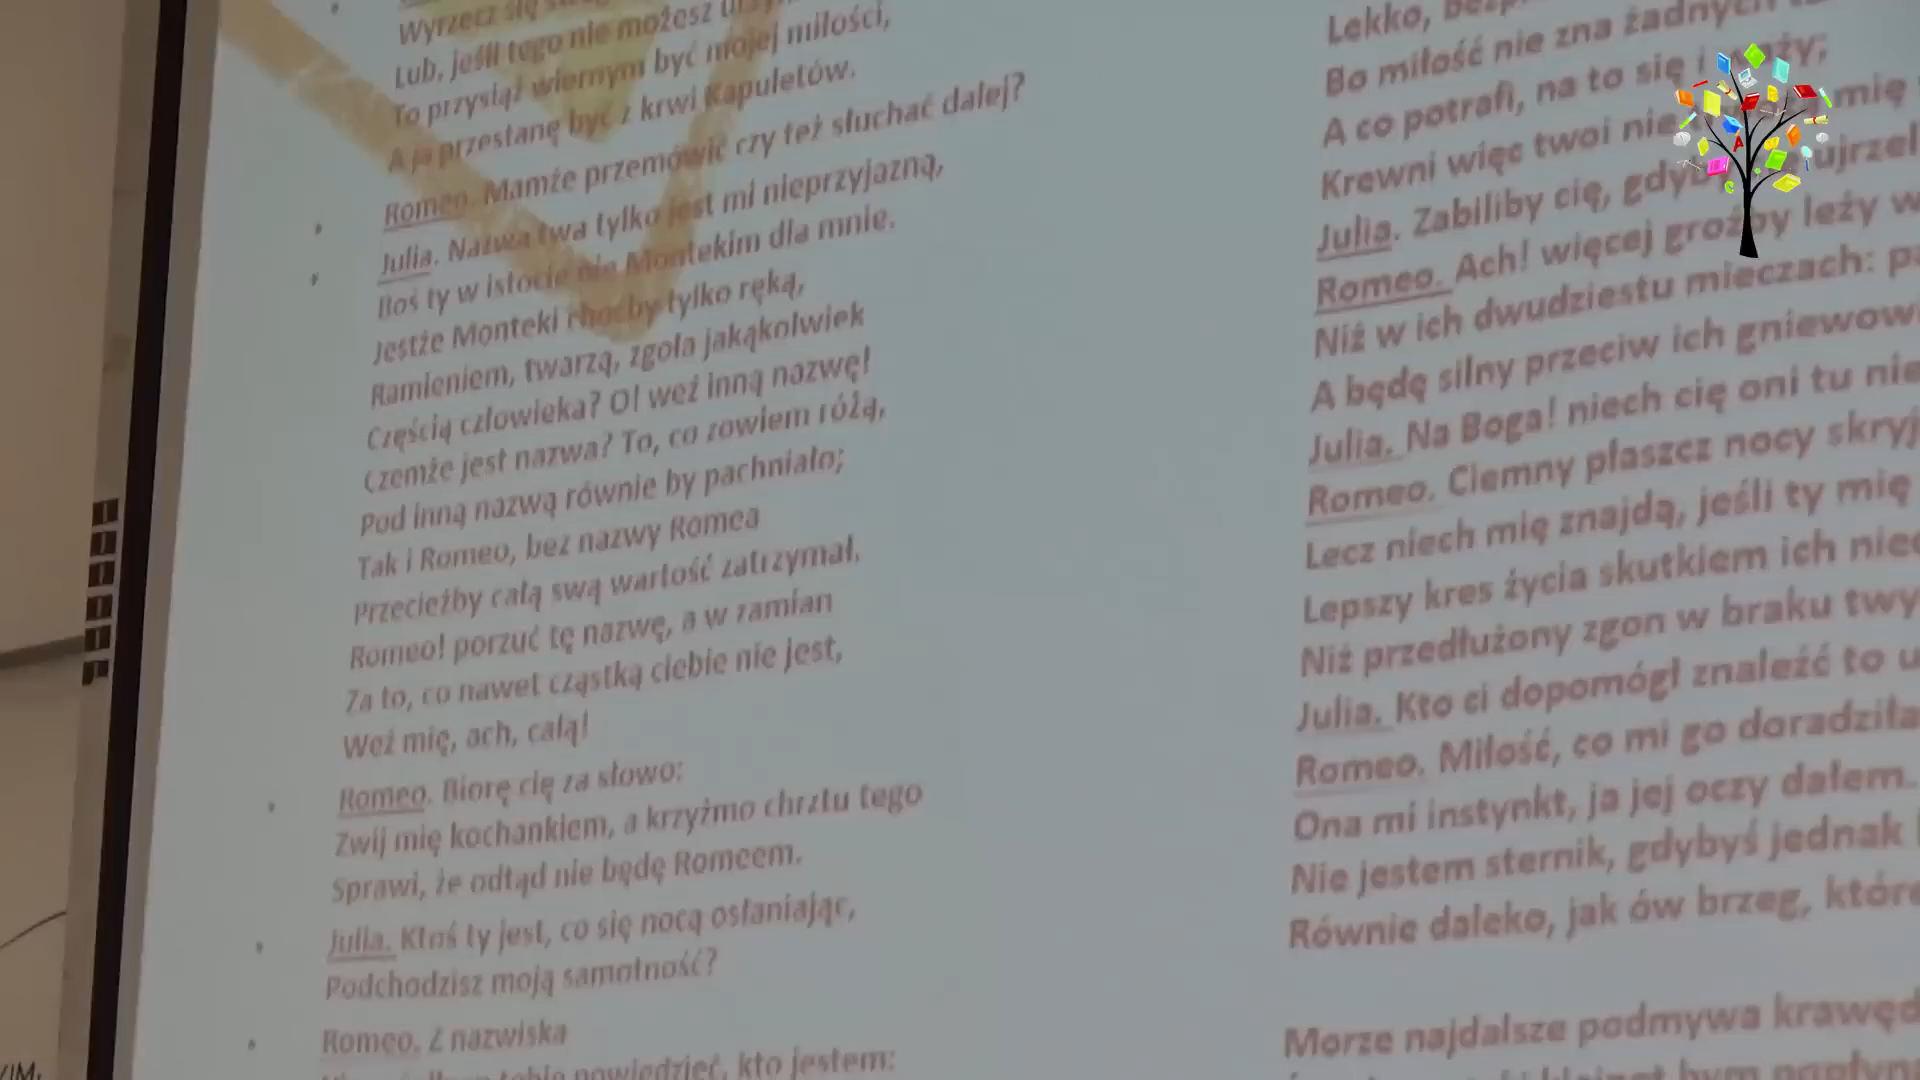 Wyrzecz się
Lub, jeśli tego nie możesz
To przysiąż wiernym być mojej miłości,
A ja przestanę być z krwi Kapuletów.
Romeo. Mamże przemówić czy też słuchać dalej?
Julia. Nazwa twa tylko jest mi nieprzyjazną,
Boś ty w istocie nie Montekim dla mnie.
Jestże Monteki choćby tylko ręką,
Ramieniem, twarzą, zgoła jakąkolwiek
Częścią człowieka? O! weź inną nazwę!
Czemże jest nazwa? To, co zowiem różą,
Pod inną nazwą równie by pachniało;
Tak i Romeo, bez nazwy Romea
Przecieżby całą swą wartość zatrzymał.
Romeo! porzuć tę nazwę, a w zamian
Za to, co nawet cząstką ciebie nie jest,
Weź mię, ach, całą!
Romeo. Biorę cię za słowo:
Zwij mię kochankiem, a krzyżmo chrztu tego
Sprawi, że odtąd nie będę Romeem.
Julia. Ktoś ty jest, co się nocą osłaniając,
Podchodzisz moją samotność?
Romeo. Z nazwiska
powiedzieć, kto jestem:
Lekko,
Bo miłość nie zna żadnych
A co potrafi, na to się i waży;
Krewni więc twoi nie mię
Julia. Zabiliby cię, ujrzeli
Romeo. Ach! więcej groźby leży w
Niż w ich dwudziestu mieczach:
A będę silny przeciw ich gniewowi
Julia. Na Boga! niech cię oni tu nie
Romeo. Ciemny płaszcz nocy
Lecz niech mię znajdą, jeśli ty mię
Lepszy kres życia skutkiem ich
Niż przedłużony zgon w braku
Julia. Kto ci dopomógł znaleźć to
Romeo. Miłość, co mi go doradziła
Ona mi instynkt, ja jej oczy dałem.
Nie jestem sternik, gdybyś jednak
Równie daleko, jak ów brzeg,
Morze najdalsze podmywa